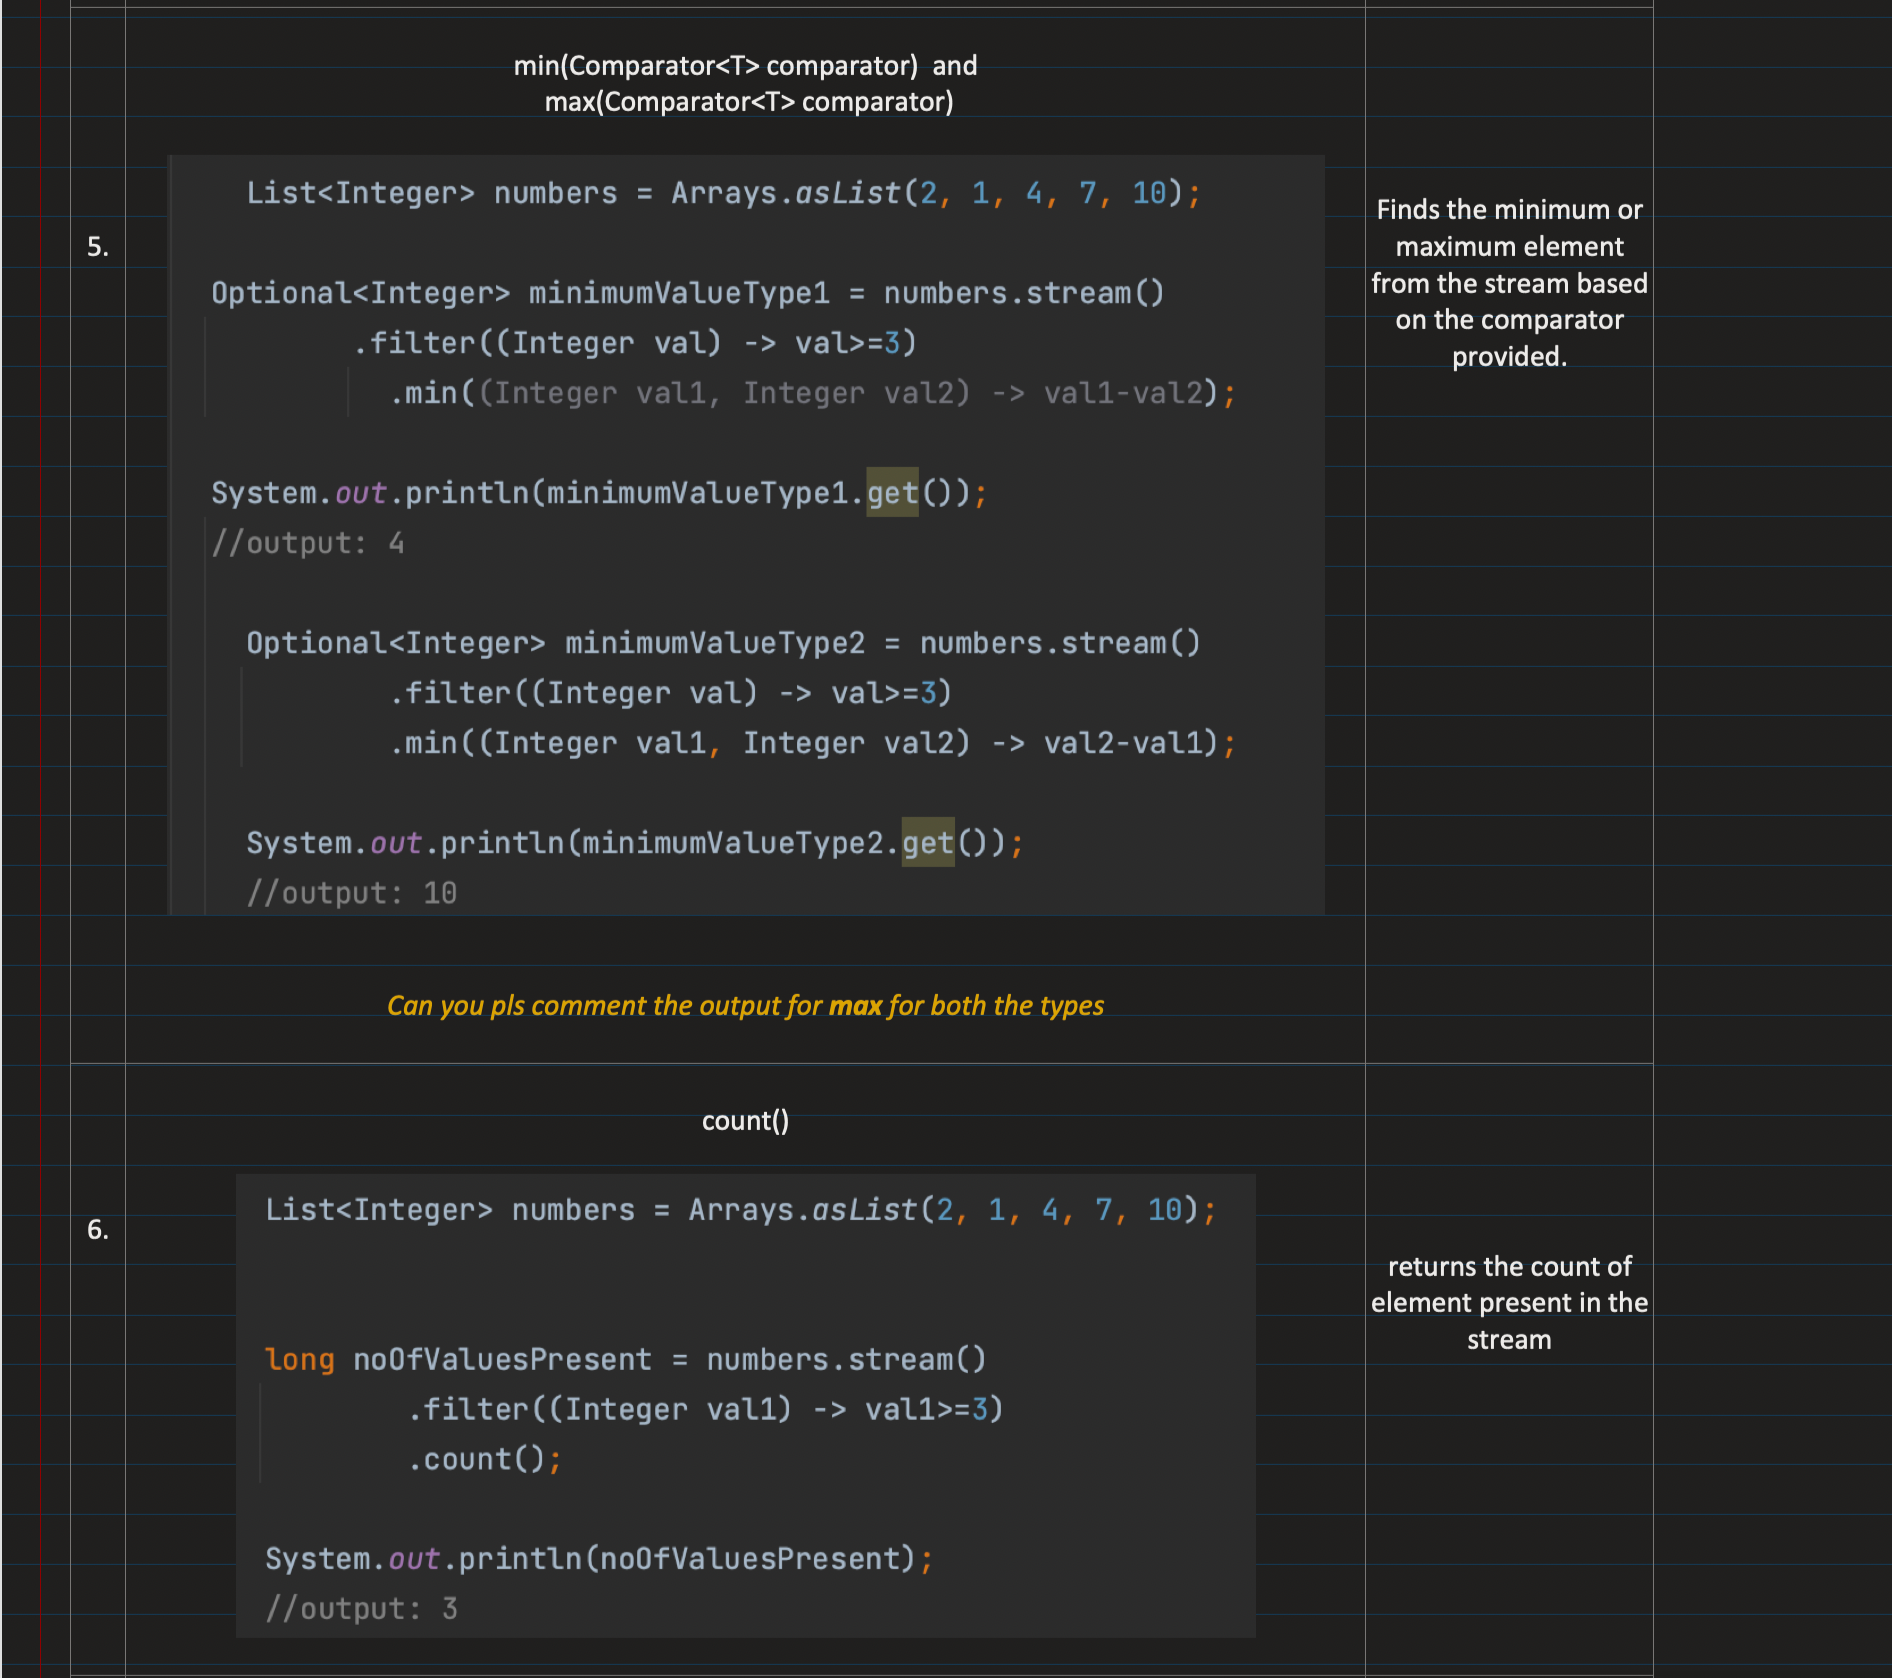 min(Comparator<T> comparator)  and
max(Comparator<T> comparator)
5.
List<Integer> numbers = Arrays.asList(2, 1, 4, 7, 10);
Optional<Integer> minimumValueType1 = numbers.stream()
.filter((Integer val) -> val>=3)
.min((Integer val1, Integer val2) -> val1-val2);
System.out.println(minimumValueType1.get());
//output: 4
Optional<Integer> minimumValueType2 = numbers.stream()
.filter((Integer val) -> val>=3)
.min((Integer val1, Integer val2) -> val2-val1);
System.out.println(minimumValueType2.get());
//output: 10
Can you pls comment the output for max for both the types
Finds the minimum or
maximum element
from the stream based
on the comparator
provided.
count()
6.
List<Integer> numbers = Arrays.asList(2, 1, 4, 7, 10);
long noOfValuesPresent = numbers.stream()
.filter((Integer val1) -> val1>=3)
.count();
System.out.println(noOfValuesPresent);
//output: 3
returns the count of
element present in the
stream